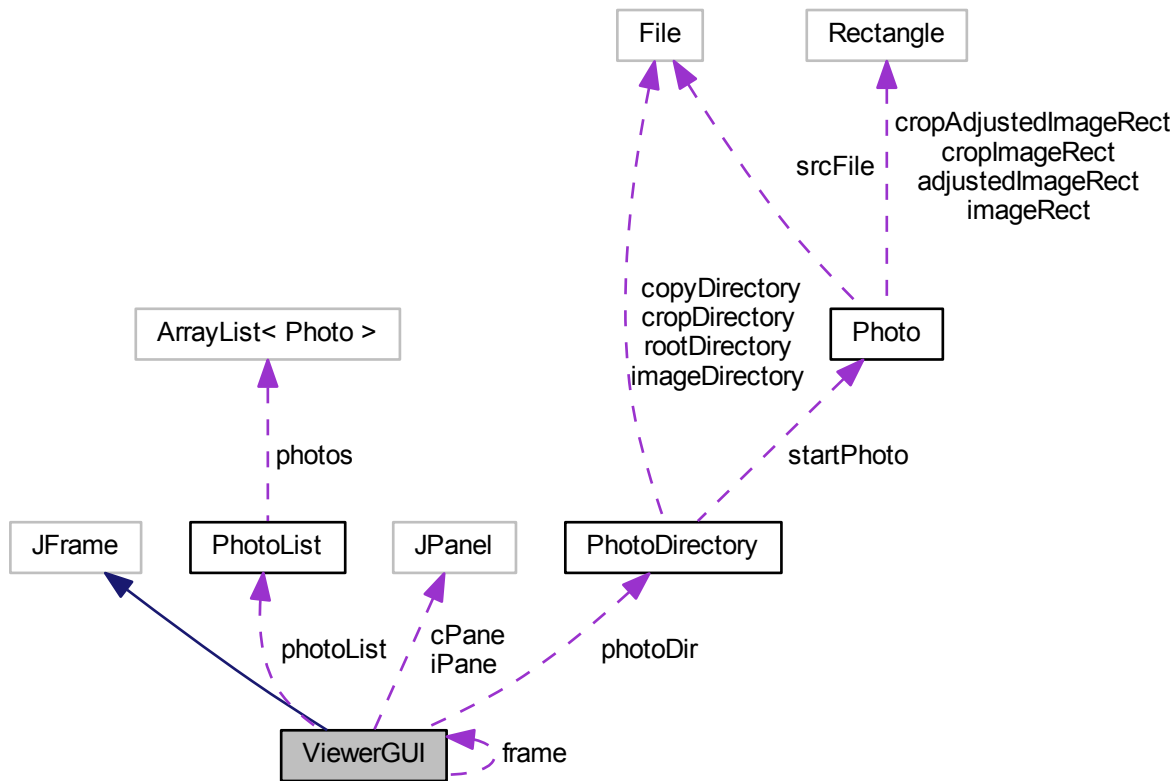 File
Rectangle
cropAdjustedImageRect
cropImageRect
adjustedImageRect
imageRect
srcFile
copyDirectory
cropDirectory
rootDirectory
imageDirectory
ArrayList< Photo >
Photo
photos
startPhoto
JFrame
PhotoList
JPanel
PhotoDirectory
photoList
cPane
iPane
photoDir
ViewerGUI
frame